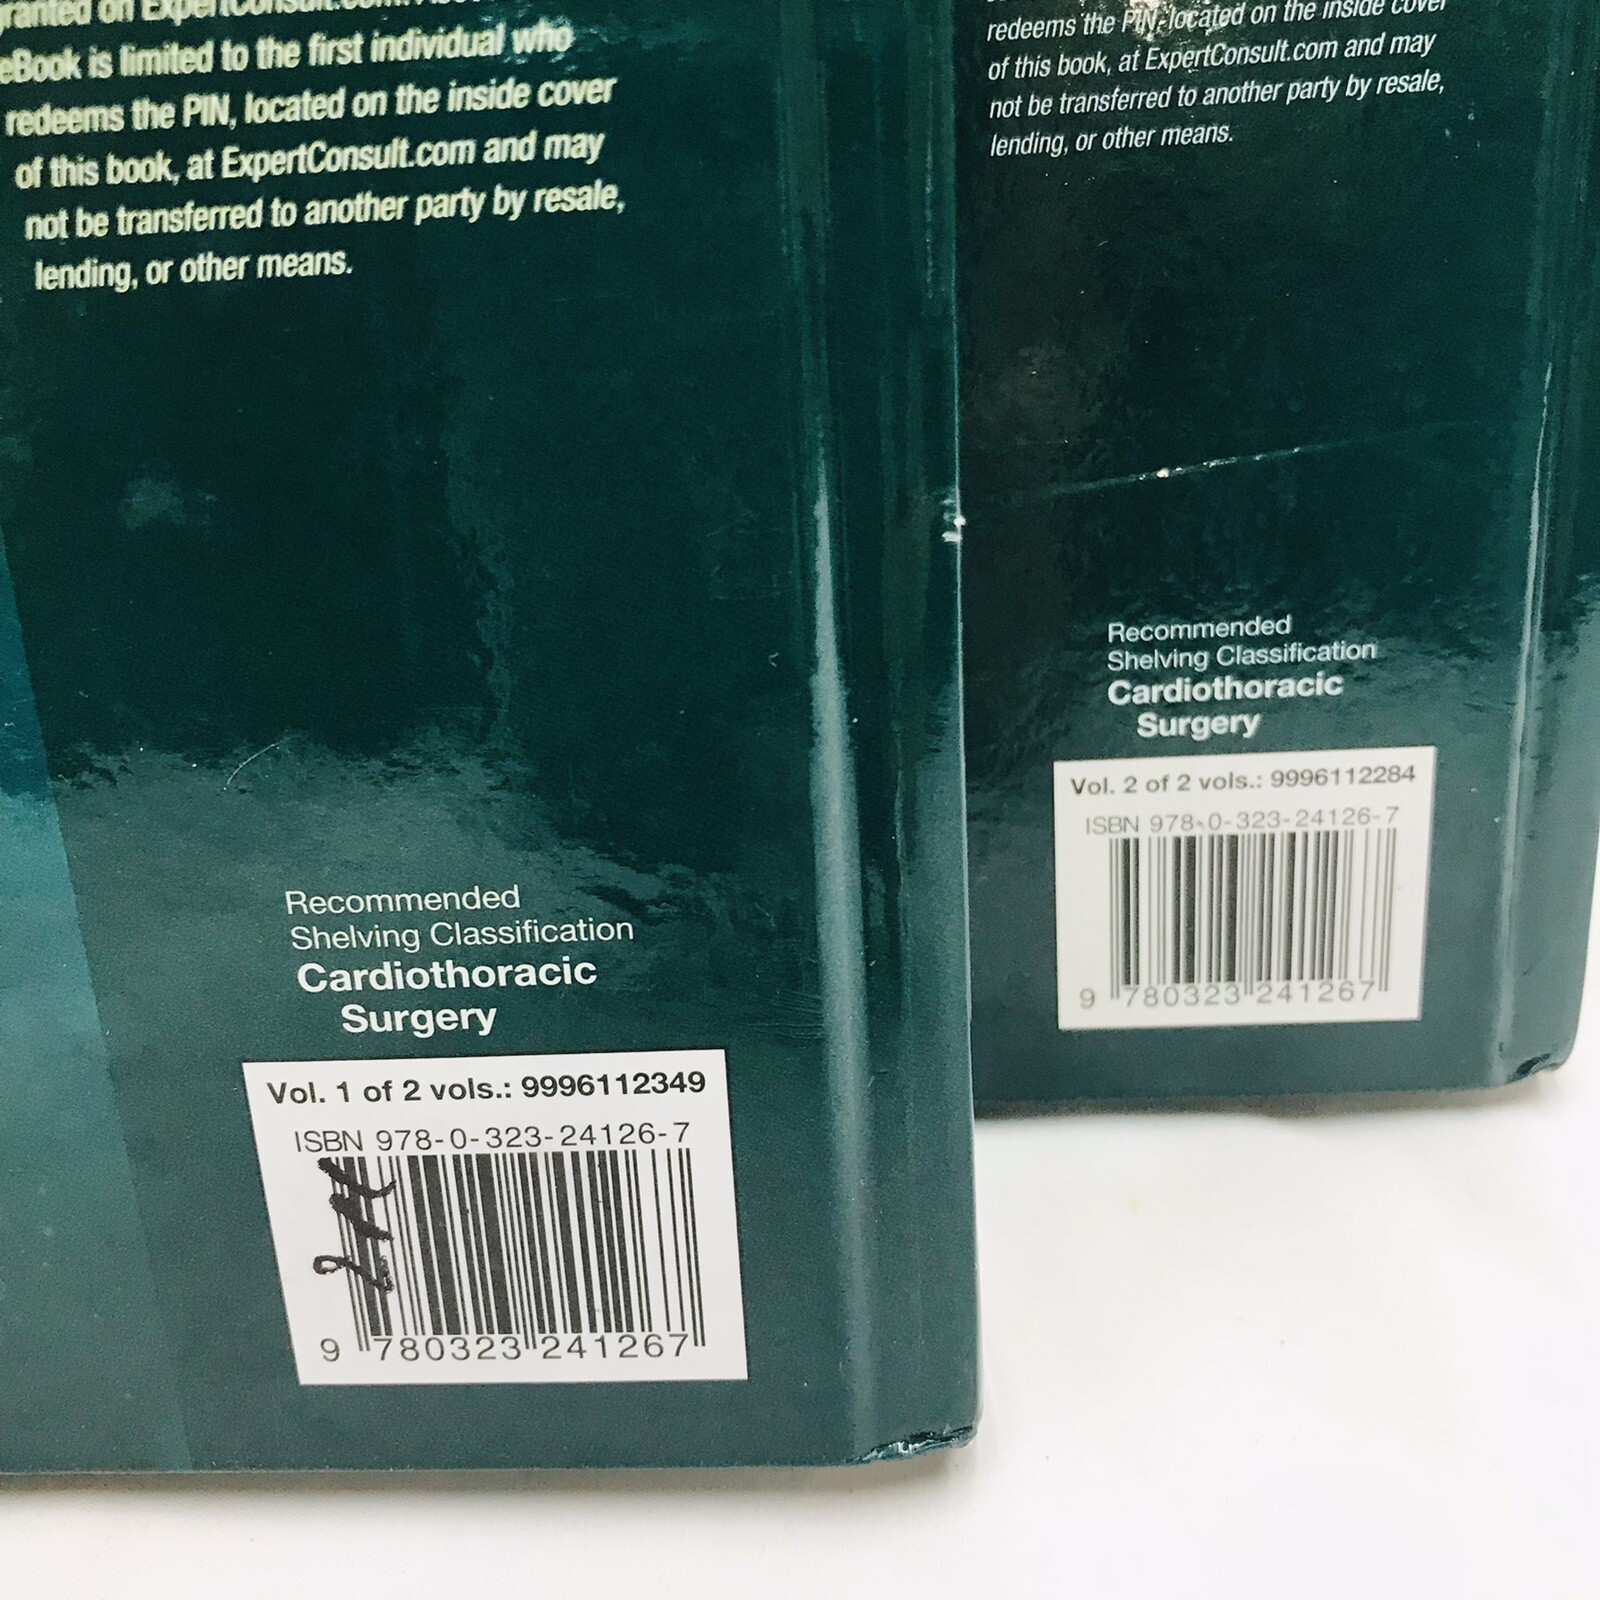 granted on ExpertConsult.com.
eBook is limited to the first individual who
redeems the PIN, located on the inside cover
of this book, at ExpertConsult.com and may
not be transferred to another party by resale,
lending, or other means.
Recommended
Shelving Classification
Cardiothoracic
Surgery
Vol. 1 of 2 vols.: 9996112349
ISBN 978-0-323-24126-7
9 780323 241267
redeems the PIN, located on the inside cover
of this book, at ExpertConsult.com and may
not be transferred to another party by resale,
lending, or other means.
Recommended
Shelving Classification
Cardiothoracic
Surgery
Vol. 2 of 2 vols.: 9996112284
ISBN 978-0-323-24126-7
9 780323 241267